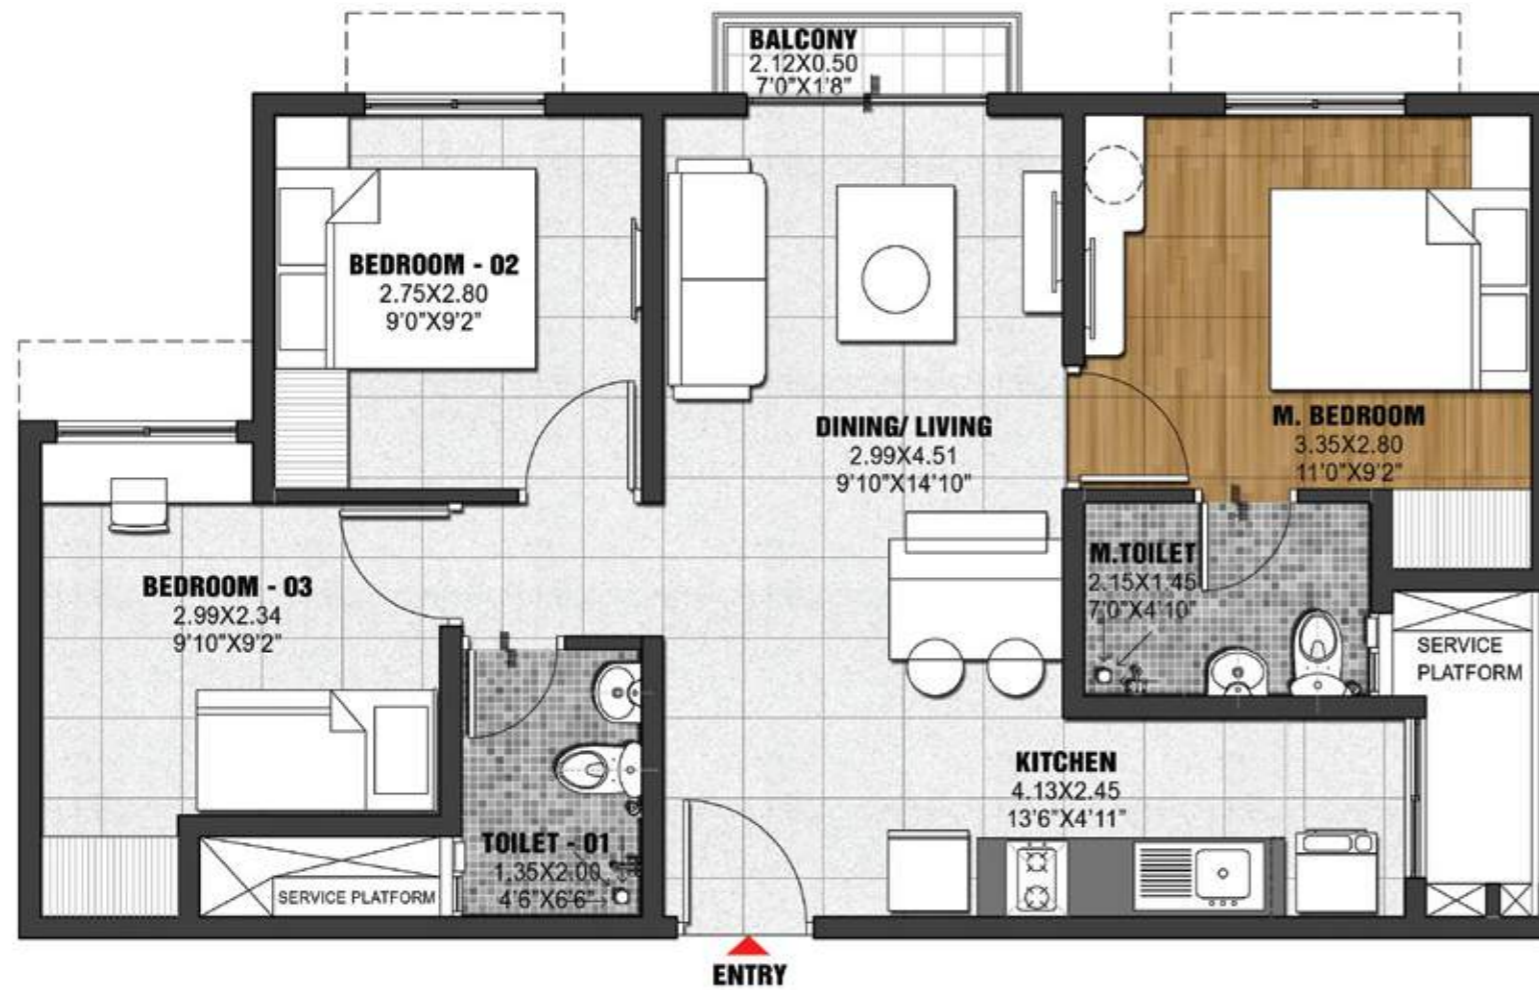 BALCONY
2.12X0.50
7'0"X1'8"
BEDROOM - 02
2.75X2.80
9'0"X9'2"
DINING/ LIVING
2.99X4.51
9'10"X14'10"
M. BEDROOM
3.35X2.80
11'0"X9'2"
BEDROOM - 03
2.99X2.34
9'10"X9'2"
M.TOILET
2.15X1.45
7'0"X4'10"
SERVICE
PLATFORM
KITCHEN
4.13X2.45
13'6"X4'11"
TOILET - 01
1.35X2.00
4'6"X6'6"
SERVICE PLATFORM
ENTRY